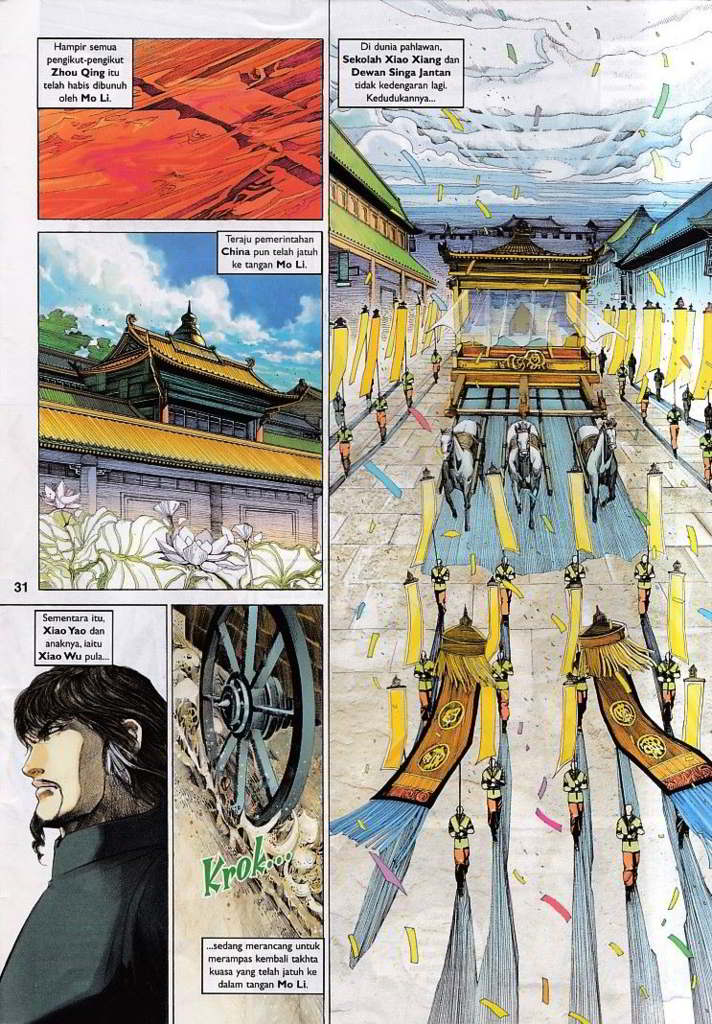 Hampir semua
pengikut-pengikut
Zhou Qing itu
telah habis dibunuh
oleh Mo Li.
Teraju pemerintahan
China pun telah jatuh
ke tangan Mo Li.
31
Sementara itu,
Xiao Yao dan
anaknya, iaitu
Xiao Wu pula...
Krok...
...sedang merancang untuk
merampas kembali takhta
kuasa yang telah jatuh ke
dalam tangan Mo Li.
Di dunia pahlawan,
Sekolah Xiao Xiang dan
Dewan Singa Jantan
tidak kedengaran lagi.
Kedudukannya...